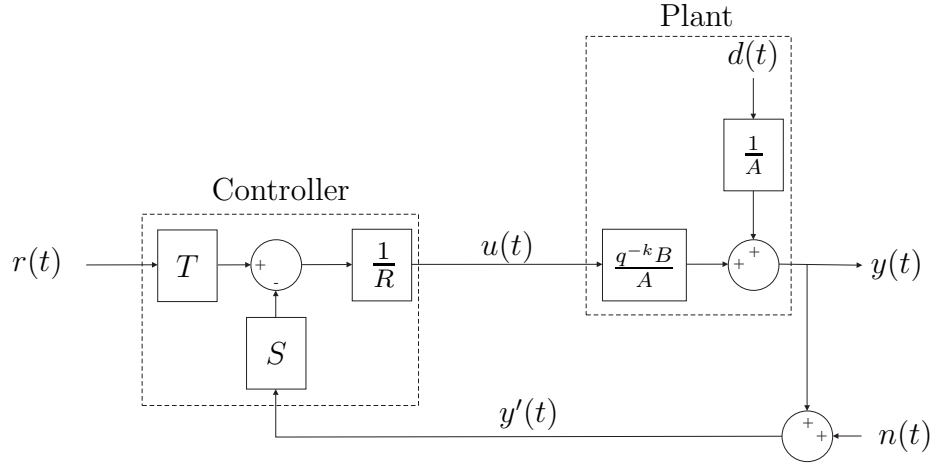 Plant
d(t)
1
A
Controller
r(t)
T
+
-
1
R
u(t)
q^{-k}B
A
+
+
y(t)
S
y'(t)
+
+
n(t)